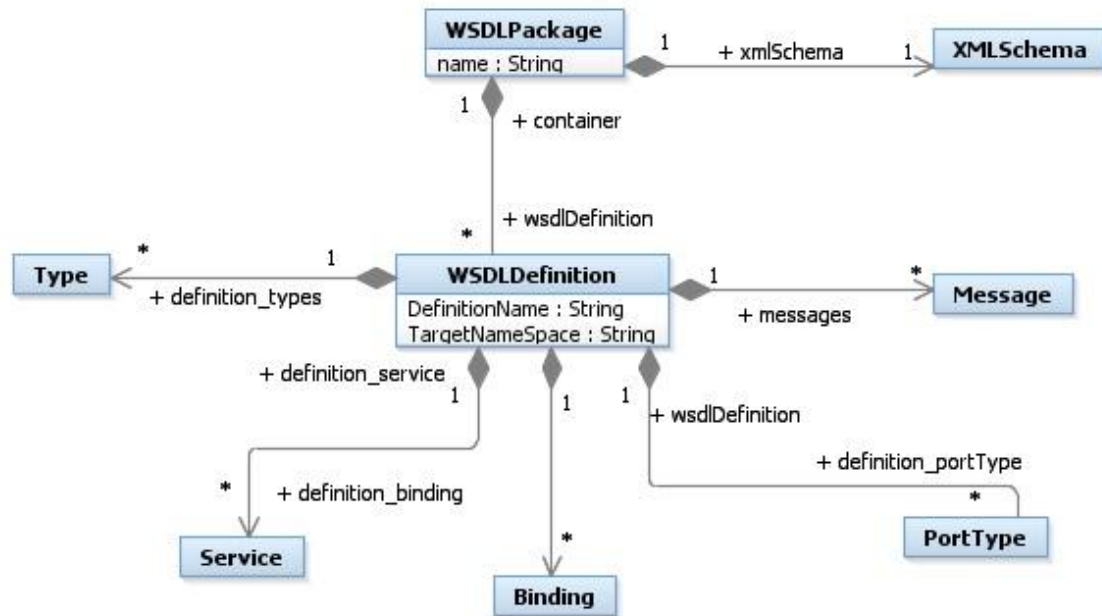 WSDLPackage
name : String
1
+ xmlSchema
1
XMLSchema
1
+ container
+ wsdlDefinition
*
Type
*
+ definition_types
1
WSDLDefinition
DefinitionName : String
TargetNameSpace : String
1
+ messages
*
Message
+ definition_service
1
1
1
+ wsdlDefinition
+ definition_portType
*
PortType
*
+ definition_binding
Service
*
Binding